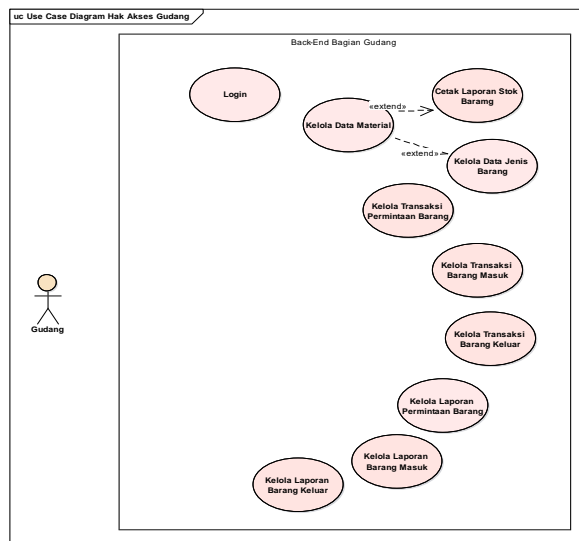 uc Use Case Diagram Hak Akses Gudang
Back-End Bagian Gudang
Login
Cetak Laporan Stok
Baramg
«extend»
Kelola Data Material
«extend»
Kelola Data Jenis
Barang
Kelola Transaksi
Permintaan Barang
Kelola Transaksi
Barang Masuk
Gudang
Kelola Transaksi
Barang Keluar
Kelola Laporan
Permintaan Barang
Kelola Laporan
Barang Masuk
Kelola Laporan
Barang Keluar